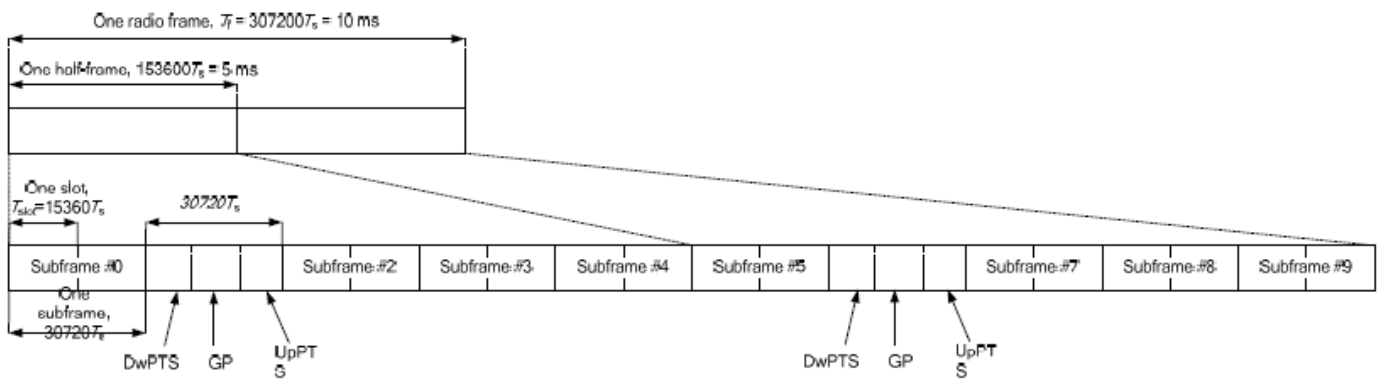 One radio frame, Tf = 307200Ts = 10 ms
One half-frame, 153600Ts = 5 ms
One slot,
Tslot=15360Ts
30720Ts
Subframe #0
Subframe #2
Subframe #3
Subframe #4
Subframe #5
Subframe #7
Subframe #8
Subframe #9
One
subframe,
30720Ts
DwPTS
GP
UpPT
S
DwPTS
GP
UpPT
S